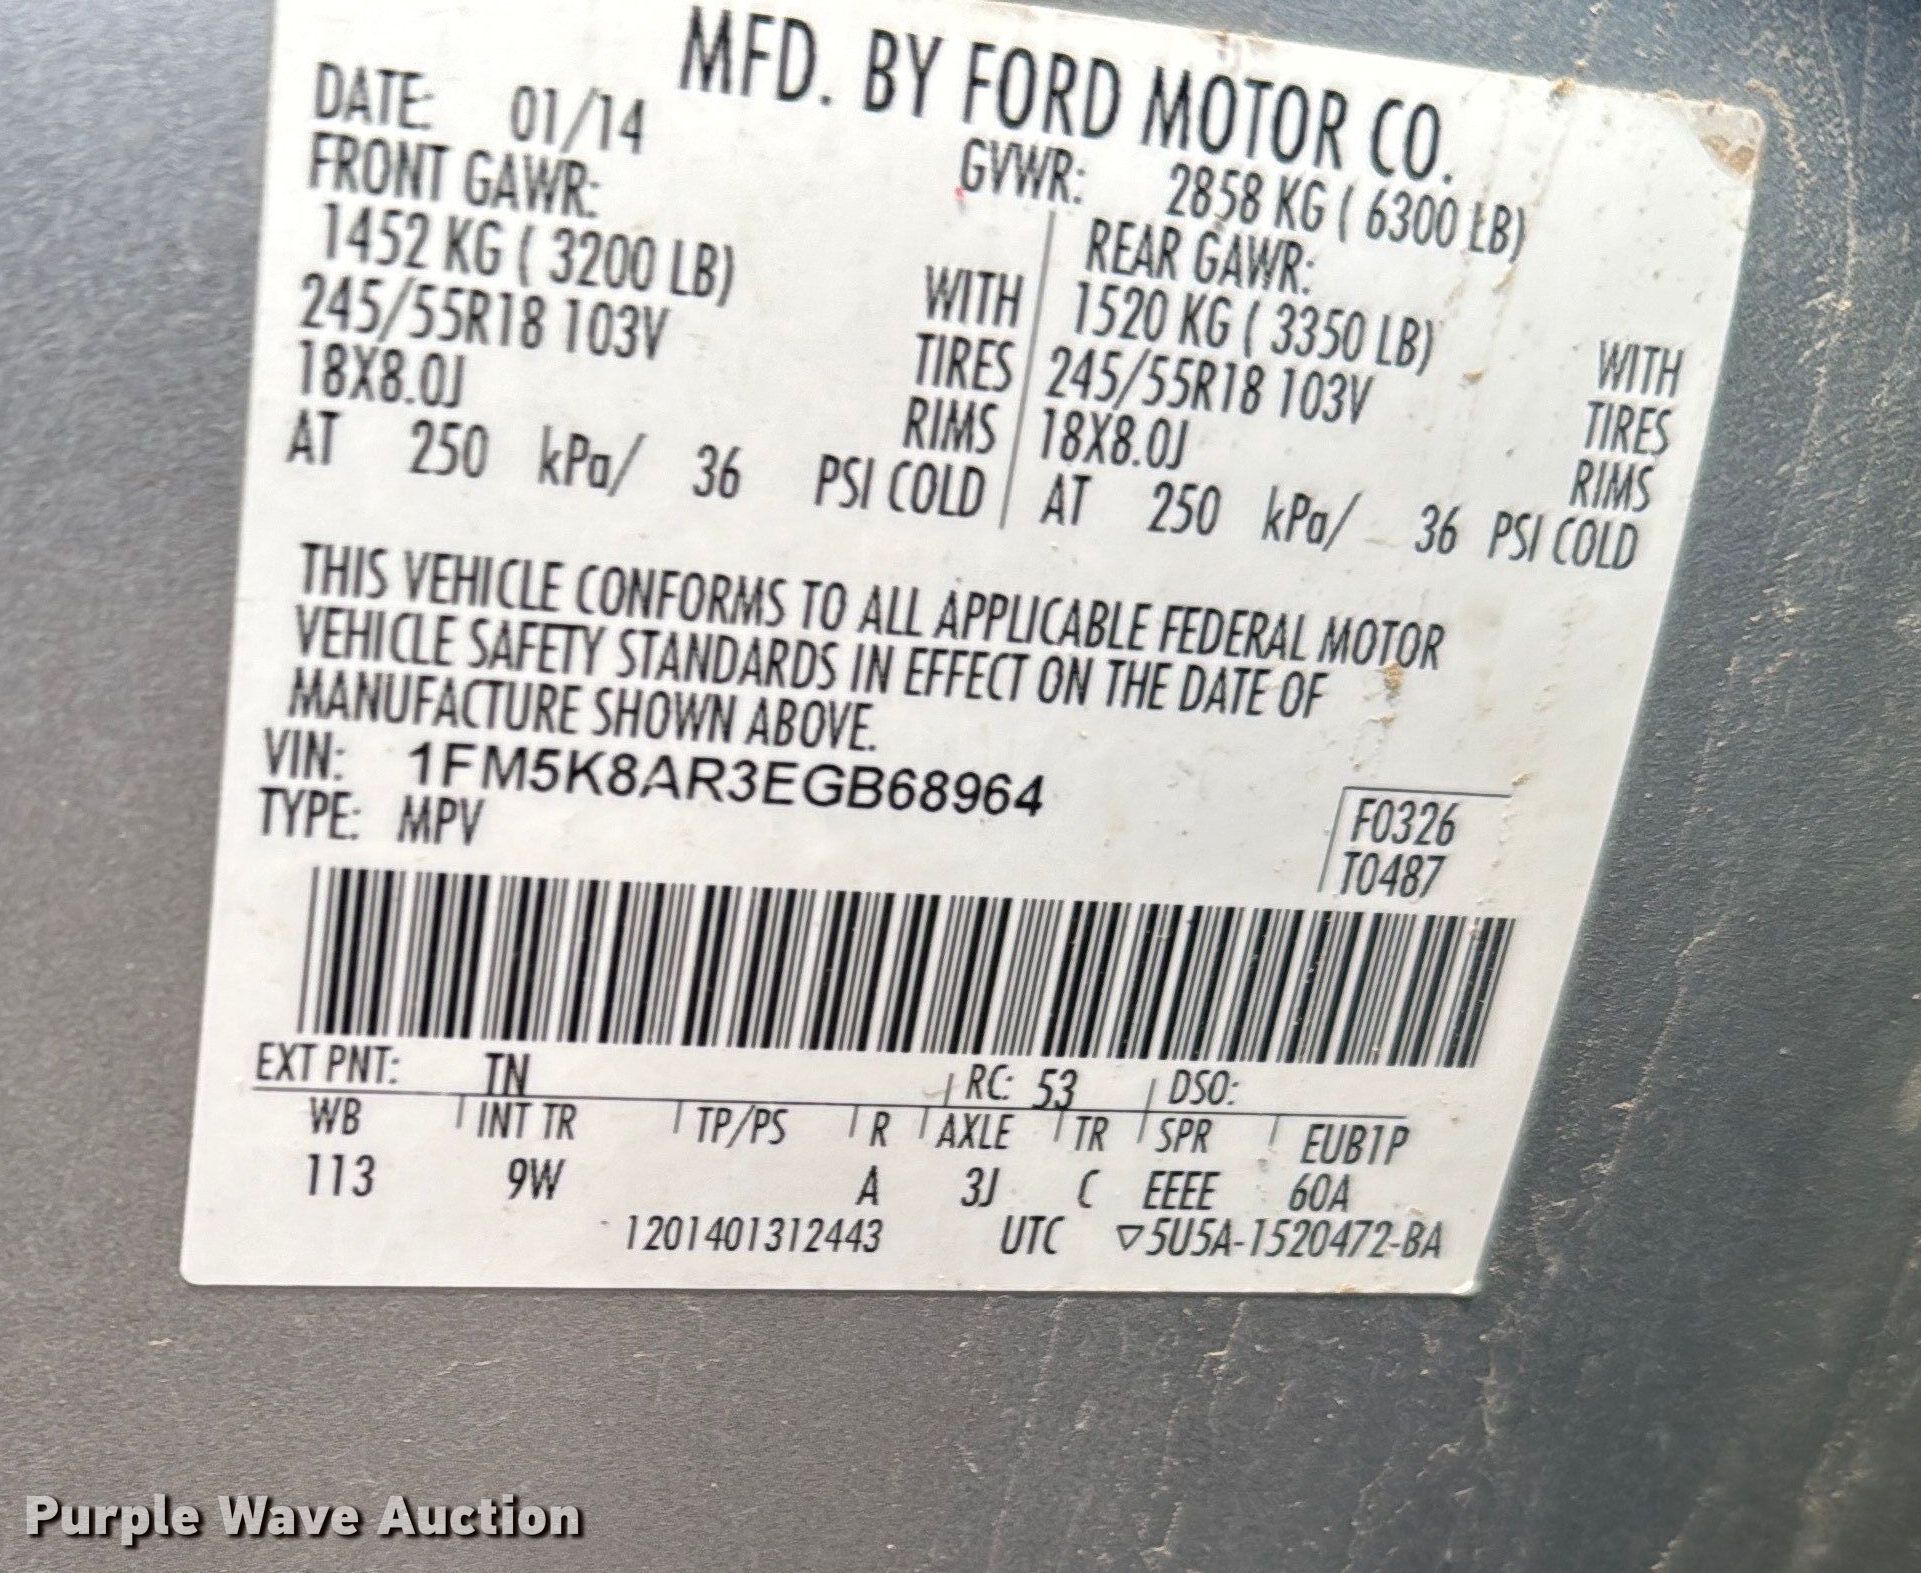 MFD. BY FORD MOTOR CO.
DATE: 01/14
GVWR: 2858 KG ( 6300 LB)
FRONT GAWR:
1452 KG ( 3200 LB) WITH
245/55R18 103V TIRES
18X8.0J RIMS
AT 250 kPa/ 36 PSI COLD
REAR GAWR:
1520 KG ( 3350 LB) WITH
245/55R18 103V TIRES
18X8.0J RIMS
AT 250 kPa/ 36 PSI COLD
THIS VEHICLE CONFORMS TO ALL APPLICABLE FEDERAL MOTOR
VEHICLE SAFETY STANDARDS IN EFFECT ON THE DATE OF
MANUFACTURE SHOWN ABOVE.
VIN: 1FM5K8AR3EGB68964
TYPE: MPV
F0326
T0487
EXT PNT: TN RC: 53 DSO:
WB INT TR TP/PS R AXLE TR SPR EUB1P
113 9W A 3J C EEEE 60A
1201401312443 UTC ▽5U5A-1520472-BA
Purple Wave Auction